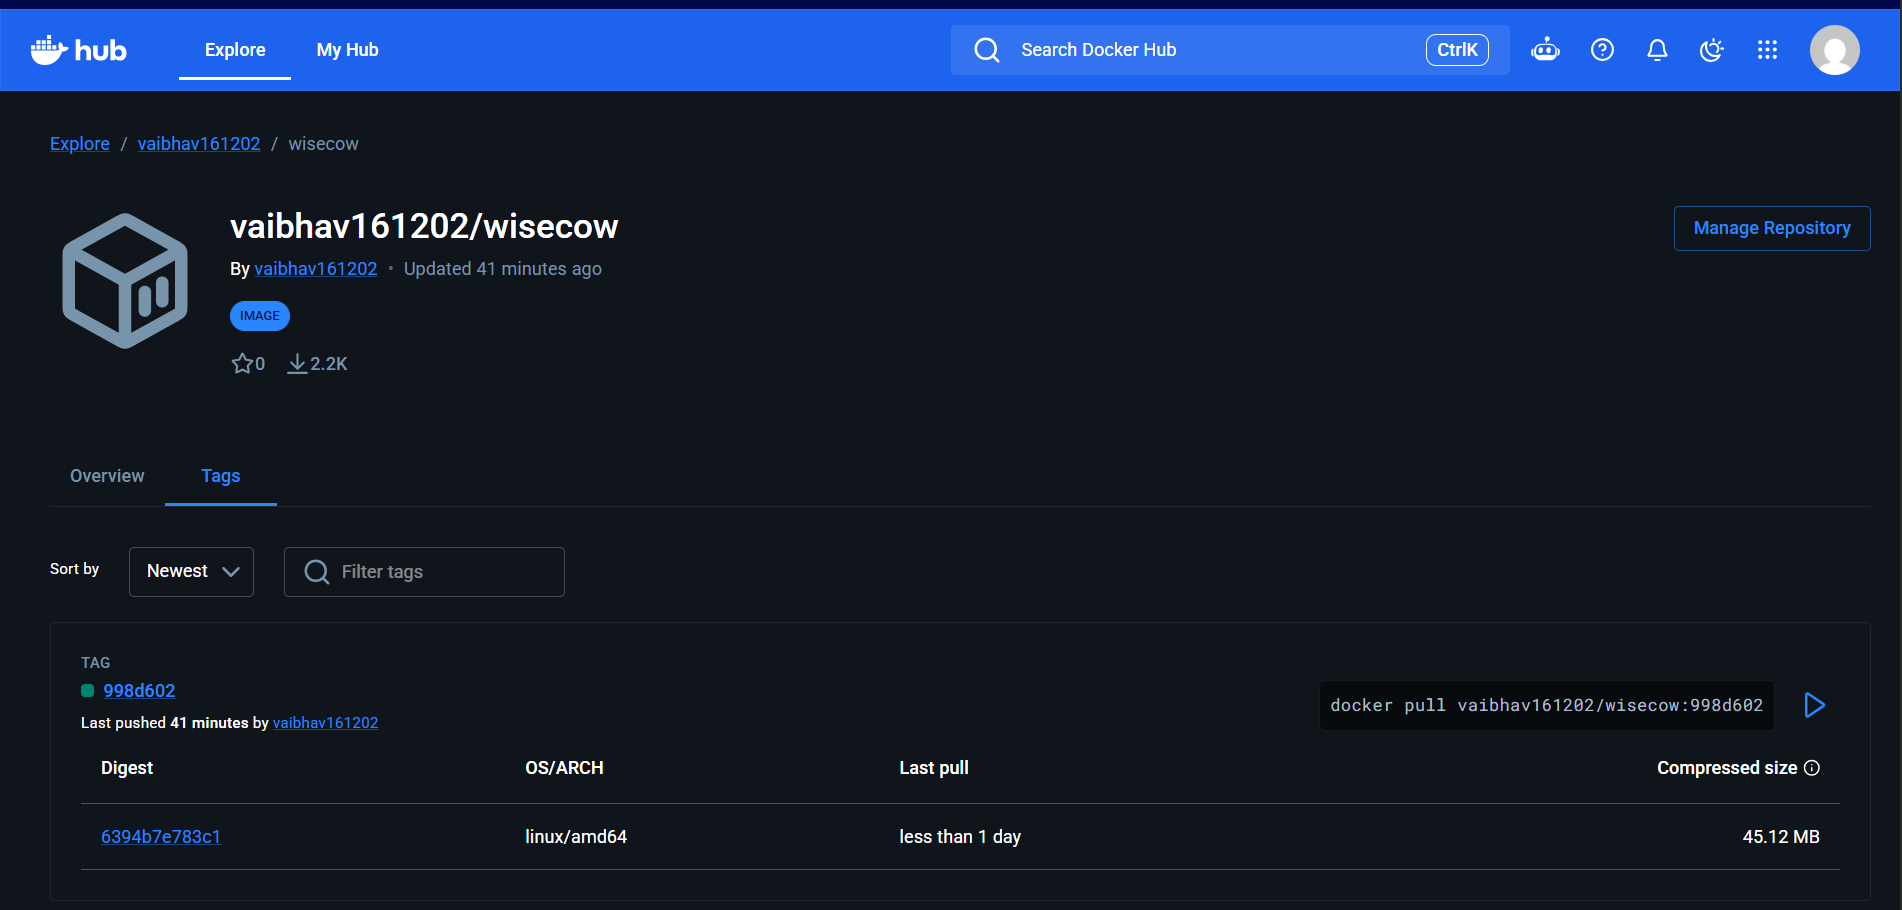 hub
Explore
My Hub
Search Docker Hub
CtrlK
Explore / vaibhav161202 / wisecow
vaibhav161202/wisecow
Manage Repository
By vaibhav161202 • Updated 41 minutes ago
IMAGE
0 2.2K
Overview
Tags
Sort by
Newest
Filter tags
TAG
998d602
Last pushed 41 minutes by vaibhav161202
docker pull vaibhav161202/wisecow:998d602
Digest OS/ARCH Last pull Compressed size
6394b7e783c1 linux/amd64 less than 1 day 45.12 MB